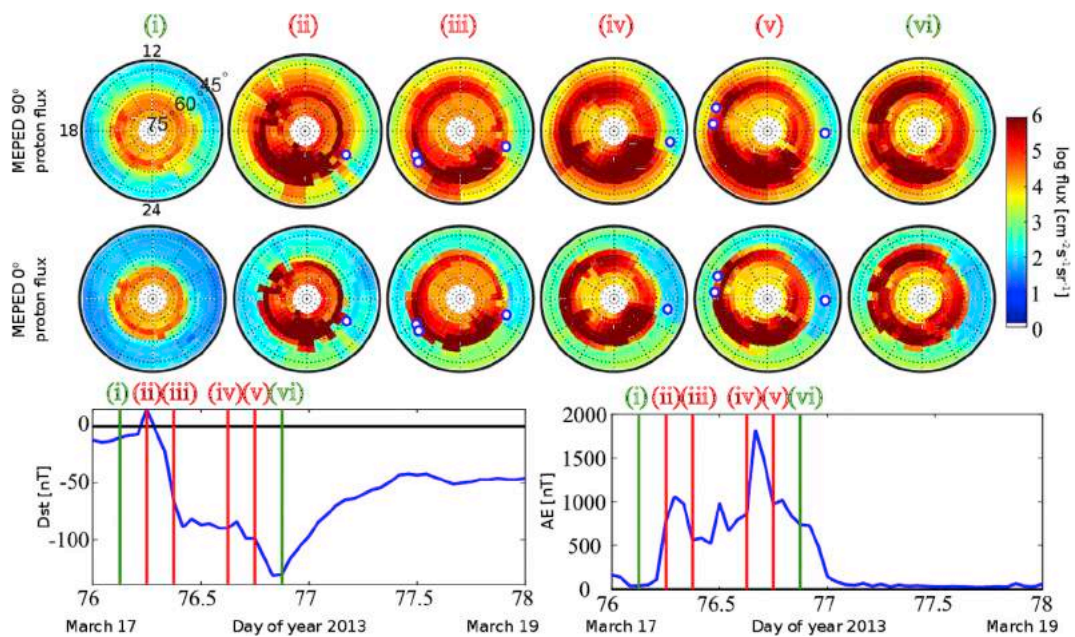 (i) (ii) (iii) (iv) (v) (vi)
MEPED 90°
proton flux
12
45°
60
75°
18
24
MEPED 0°
proton flux
6
5
4
3
2
1
0
log flux [cm⁻²s⁻¹sr⁻¹]
(i) (ii) (iii) (iv) (v) (vi)
Dst [nT]
0
-50
-100
76 76.5 77 77.5 78
March 17 Day of year 2013 March 19
(i) (ii) (iii) (iv) (v) (vi)
AE [nT]
2000
1500
1000
500
0
76 76.5 77 77.5 78
March 17 Day of year 2013 March 19